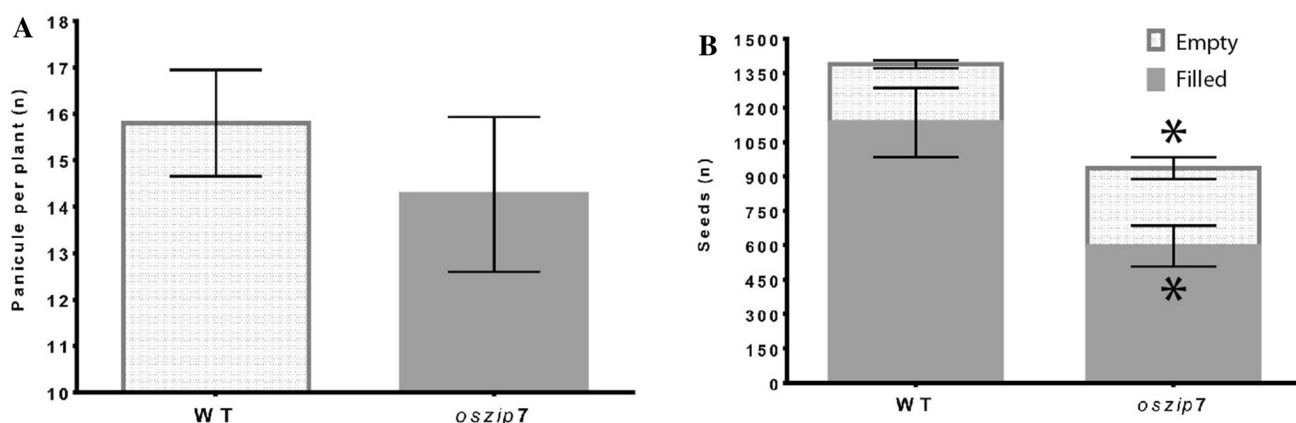 A
Panicule per plant (n)
18
17
16
15
14
13
12
11
10
WT
oszip7
B
Seeds (n)
1500
1350
1200
1050
900
750
600
450
300
150
0
Empty
Filled
*
*
WT
oszip7